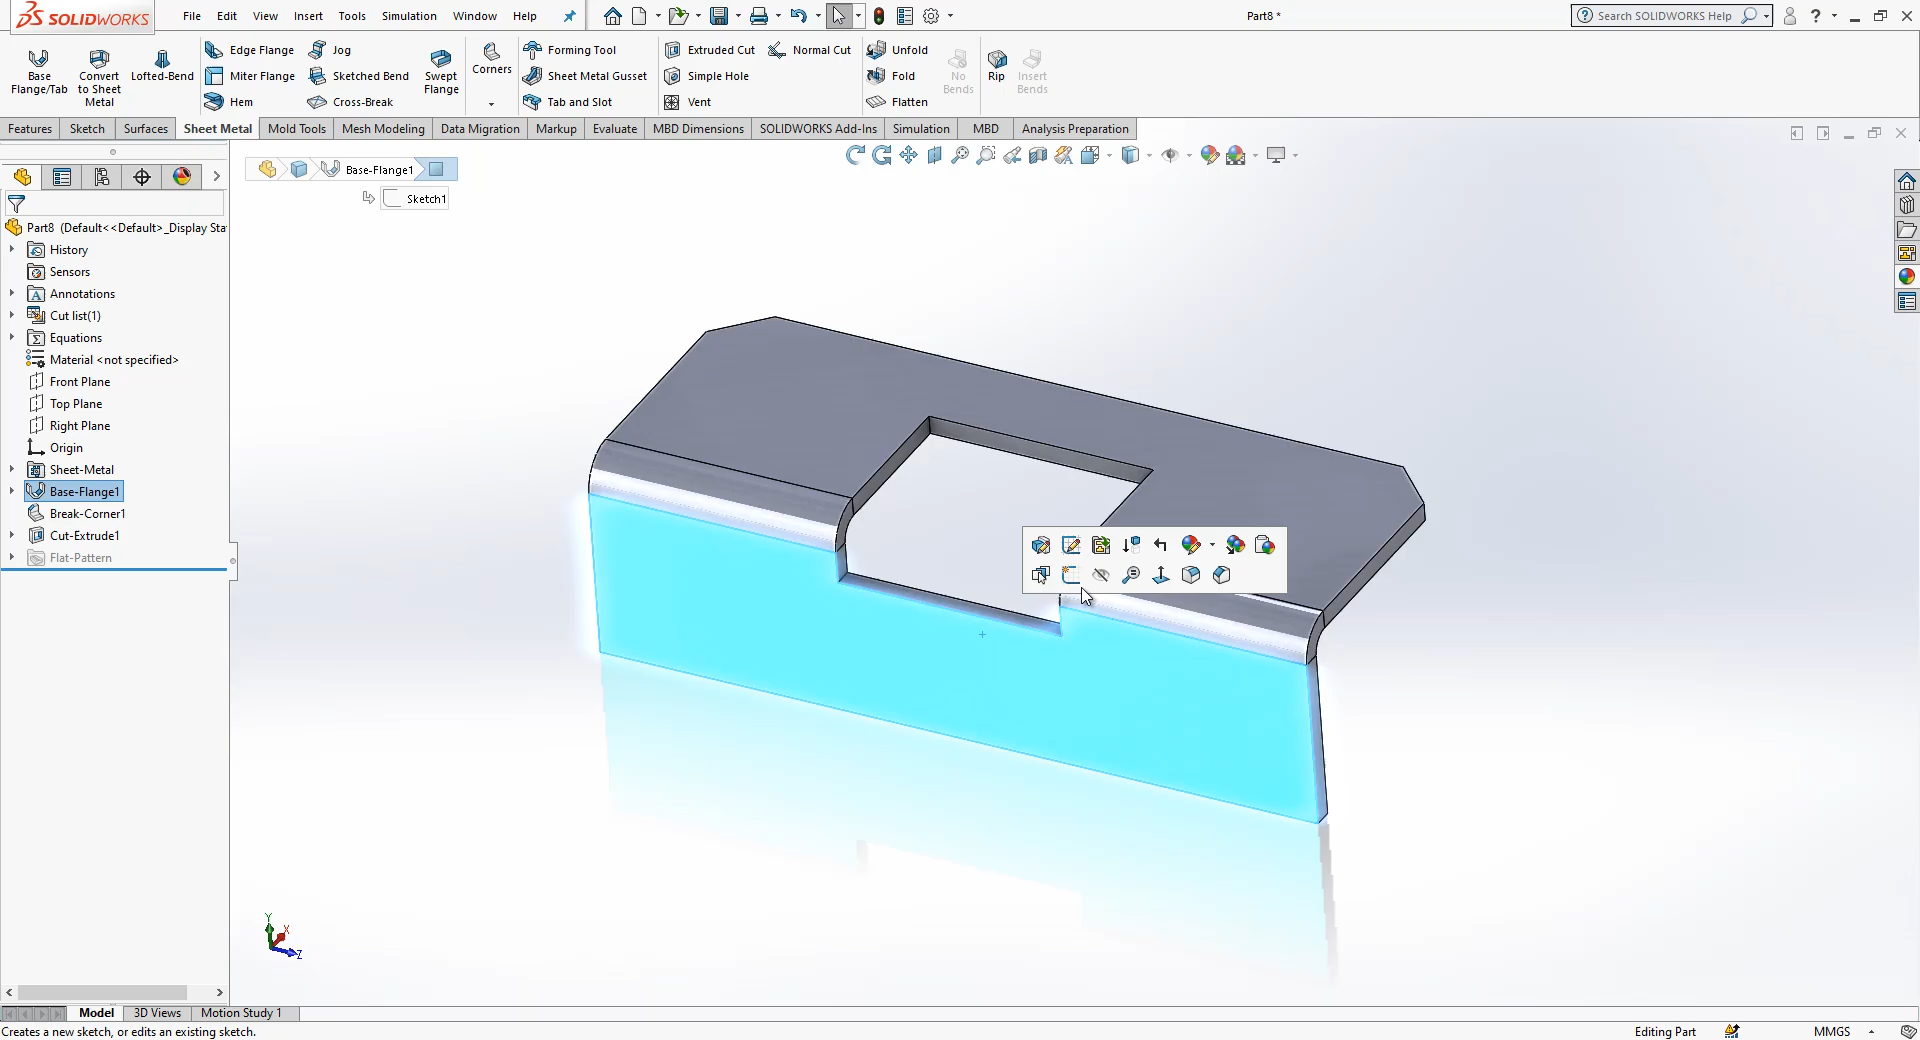 SOLIDWORKS
File Edit View Insert Tools Simulation Window Help
Part8 *
Search SOLIDWORKS Help
Base Flange/Tab
Convert to Sheet Metal
Lofted-Bend
Edge Flange
Miter Flange
Hem
Jog
Sketched Bend
Cross-Break
Swept Flange
Corners
Forming Tool
Sheet Metal Gusset
Tab and Slot
Extruded Cut
Simple Hole
Vent
Normal Cut
Unfold
Fold
Flatten
No Bends
Rip
Insert Bends
Features Sketch Surfaces Sheet Metal Mold Tools Mesh Modeling Data Migration Markup Evaluate MBD Dimensions SOLIDWORKS Add-Ins Simulation MBD Analysis Preparation
Base-Flange1
Sketch1
Part8 (Default<<Default>_Display Sta
History
Sensors
Annotations
Cut list(1)
Equations
Material <not specified>
Front Plane
Top Plane
Right Plane
Origin
Sheet-Metal
Base-Flange1
Break-Corner1
Cut-Extrude1
Flat-Pattern
Y
X
Z
Model 3D Views Motion Study 1
Creates a new sketch, or edits an existing sketch.
Editing Part
MMGS